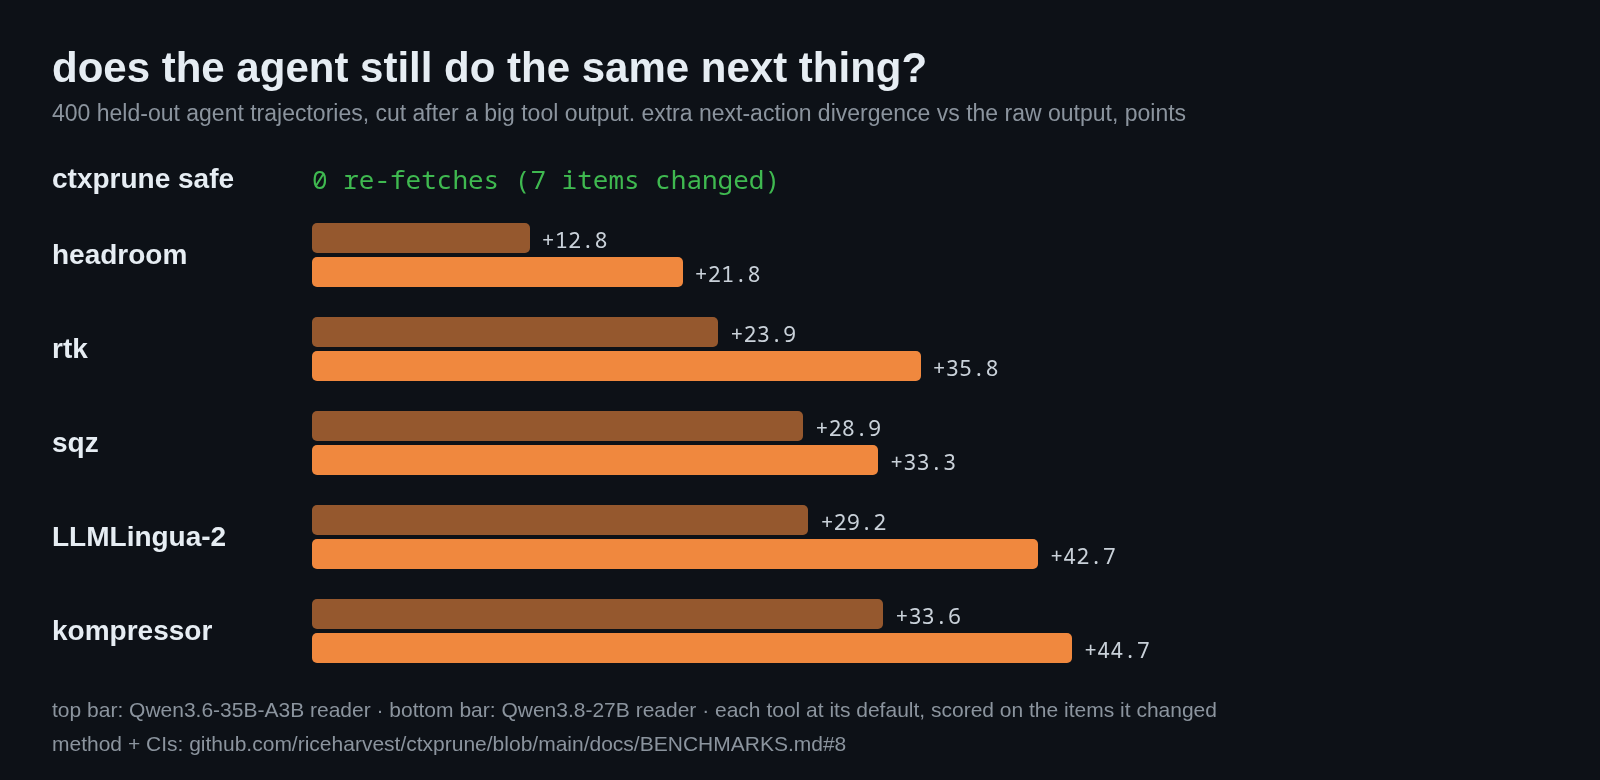 does the agent still do the same next thing?
400 held-out agent trajectories, cut after a big tool output. extra next-action divergence vs the raw output, points
ctxprune safe 0 re-fetches (7 items changed)
headroom
+12.8
+21.8
rtk
+23.9
+35.8
sqz
+28.9
+33.3
LLMLingua-2
+29.2
+42.7
kompressor
+33.6
+44.7
top bar: Qwen3.6-35B-A3B reader · bottom bar: Qwen3.8-27B reader · each tool at its default, scored on the items it changed
method + CIs: github.com/riceharvest/ctxprune/blob/main/docs/BENCHMARKS.md#8